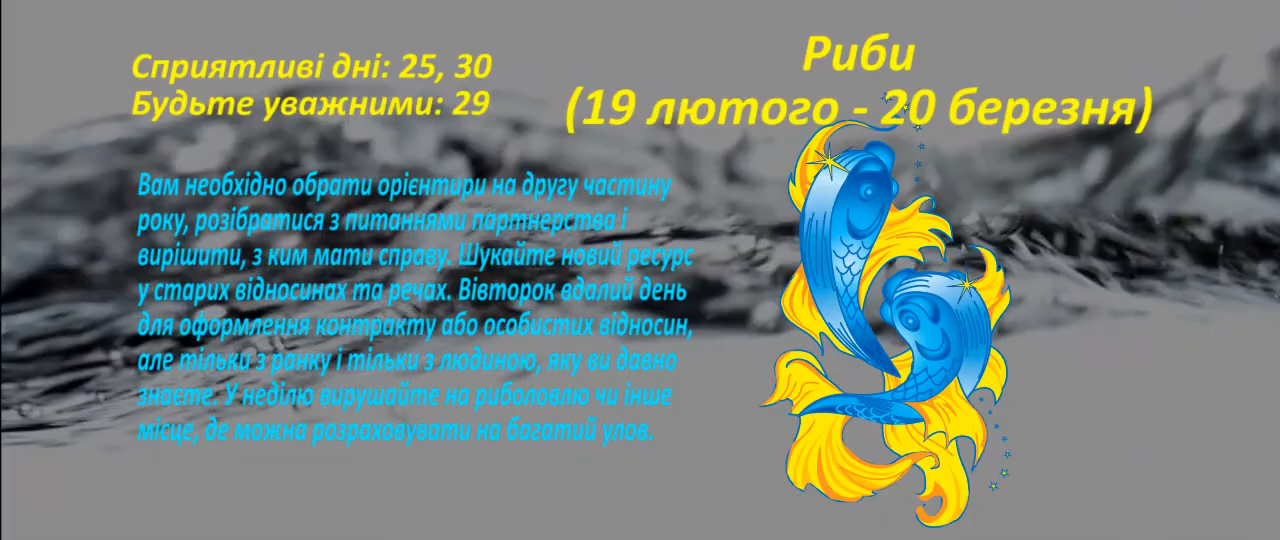 Сприятливі дні: 25, 30
Будьте уважними: 29
Риби
(19 лютого - 20 березня)
Вам необхідно обрати орієнтири на другу частину
року, розібратися з питаннями партнерства і
вирішити, з ким мати справу. Шукайте новий ресурс
у старих відносинах та речах. Вівторок вдалий день
для оформлення контракту або особистих відносин,
але тільки з ранку і тільки з людиною, яку ви давно
знаєте. У неділю вирушайте на риболовлю чи інше
місце, де можна розраховувати на багатий улов.